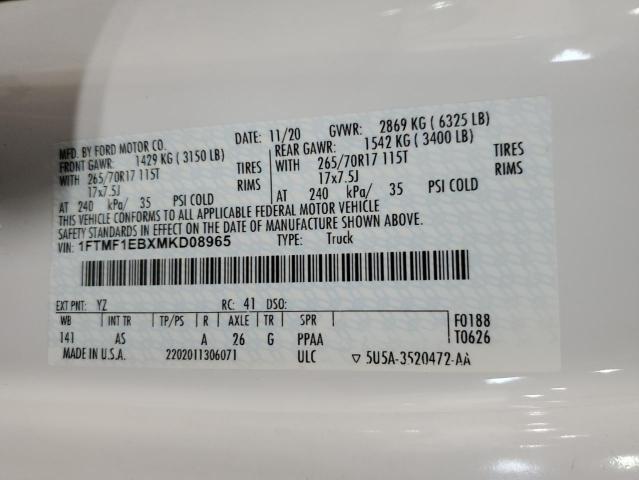 MFD. BY FORD MOTOR CO. DATE: 11/20 GVWR: 2869 KG ( 6325 LB)
FRONT GAWR: 1429 KG ( 3150 LB) REAR GAWR: 1542 KG ( 3400 LB)
WITH 265/70R17 115T TIRES WITH 265/70R17 115T TIRES
17x7.5J RIMS 17x7.5J RIMS
AT 240 kPa/ 35 PSI COLD AT 240 kPa/ 35 PSI COLD
THIS VEHICLE CONFORMS TO ALL APPLICABLE FEDERAL MOTOR VEHICLE
SAFETY STANDARDS IN EFFECT ON THE DATE OF MANUFACTURE SHOWN ABOVE.
VIN: 1FTMF1EBXMKD08965 TYPE: Truck
EXT PNT: YZ RC: 41 DSO:
WB INT TR TP/PS R AXLE TR SPR F0188
141 AS A 26 G PPAA T0626
MADE IN U.S.A. 2202011306071 ULC ▽ 5U5A-3520472-AA